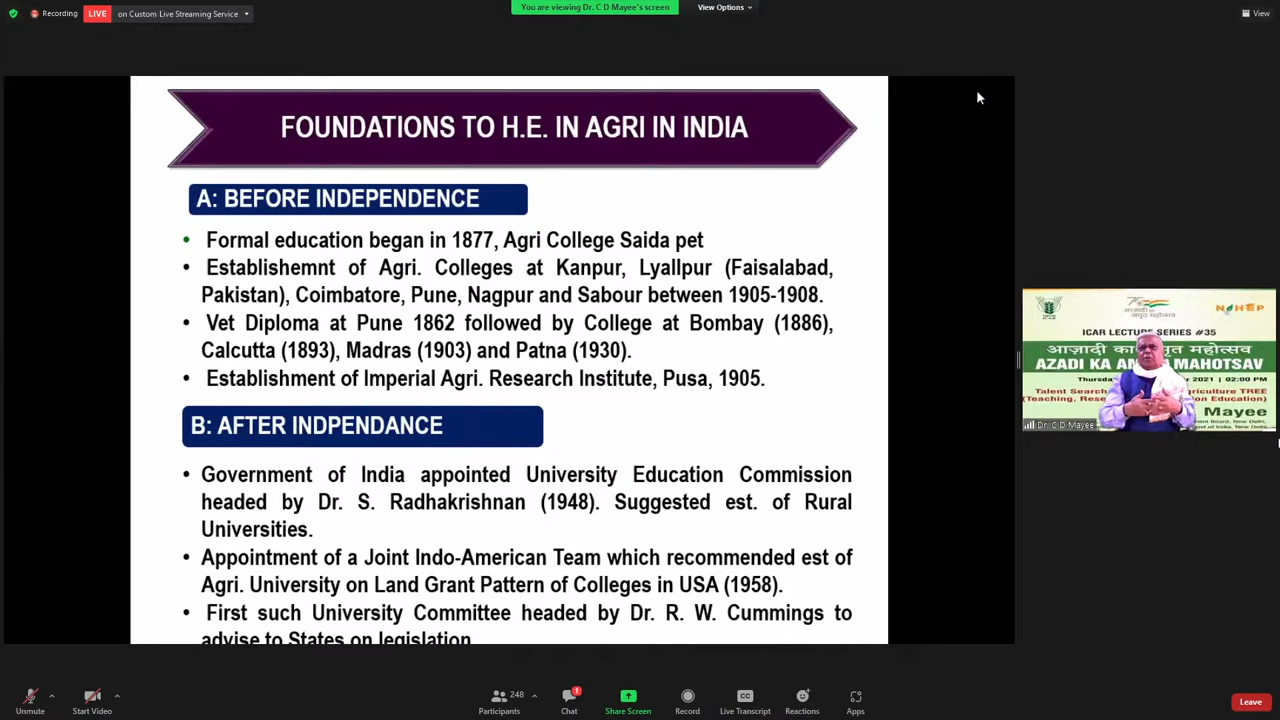 Recording
LIVE
on Custom Live Streaming Service
You are viewing Dr. C D Mayee's screen
View Options
View
FOUNDATIONS TO H.E. IN AGRI IN INDIA
A: BEFORE INDEPENDENCE
• Formal education began in 1877, Agri College Saida pet
• Establishemnt of Agri. Colleges at Kanpur, Lyallpur (Faisalabad,
Pakistan), Coimbatore, Pune, Nagpur and Sabour between 1905-1908.
• Vet Diploma at Pune 1862 followed by College at Bombay (1886),
Calcutta (1893), Madras (1903) and Patna (1930).
• Establishment of Imperial Agri. Research Institute, Pusa, 1905.
B: AFTER INDPENDANCE
• Government of India appointed University Education Commission
headed by Dr. S. Radhakrishnan (1948). Suggested est. of Rural
Universities.
• Appointment of a Joint Indo-American Team which recommended est of
Agri. University on Land Grant Pattern of Colleges in USA (1958).
• First such University Committee headed by Dr. R. W. Cummings to
advise to States on legislation
NAHEP
ICAR LECTURE SERIES #35
आज़ादी का महोत्सव
AZADI KA MAHOTSAV
Thursday 2021 | 02:00 PM
Talent Search Agriculture TREE
(Teaching, Education)
Mayee
Dr. C D Mayee
Unmute
Start Video
248
Participants
1
Chat
Share Screen
Record
CC
Live Transcript
Reactions
Apps
Leave